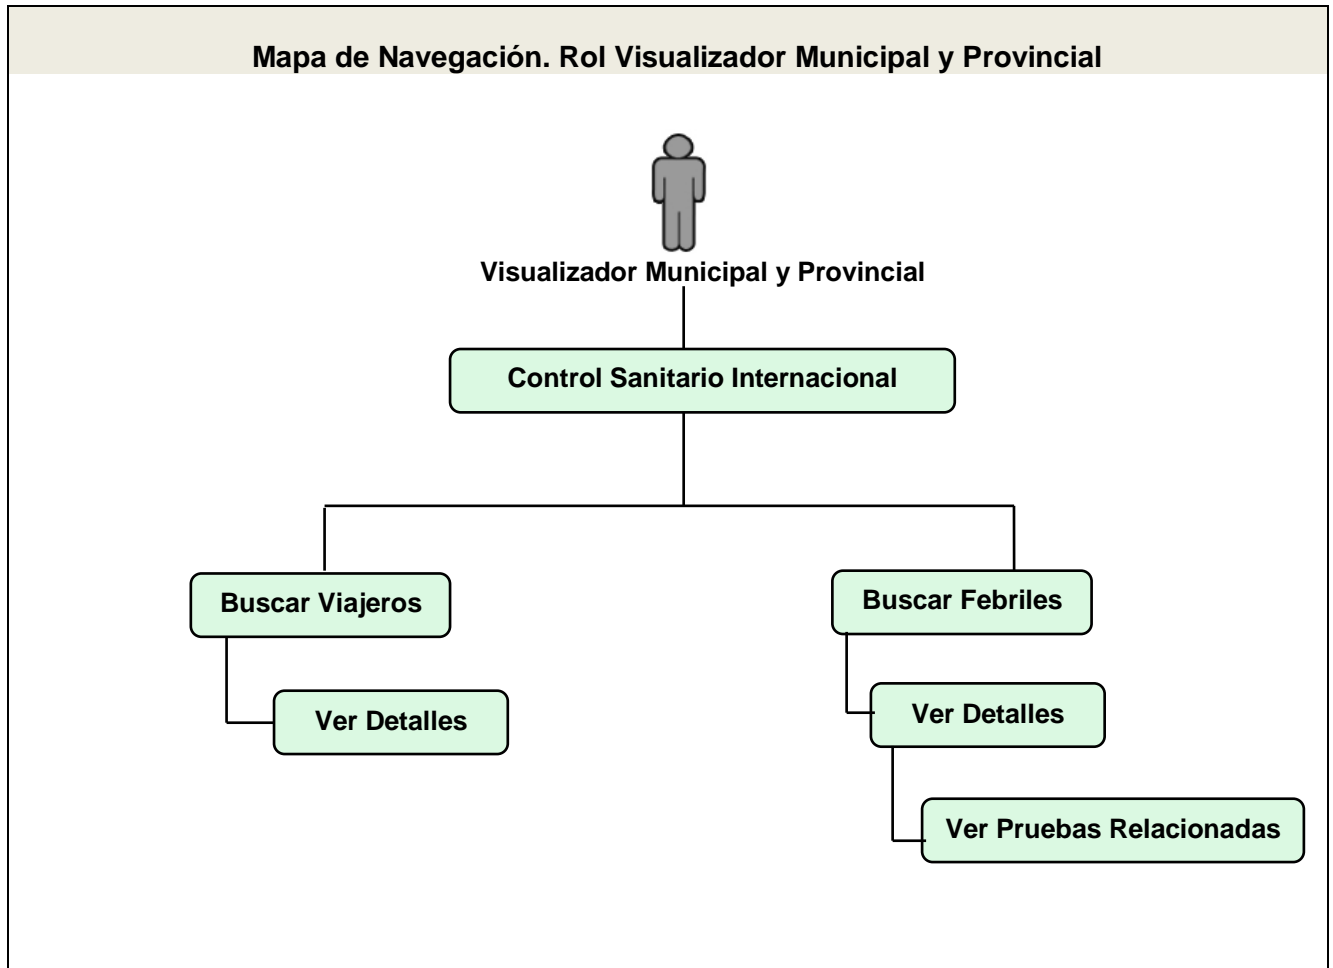 Mapa de Navegación. Rol Visualizador Municipal y Provincial
Visualizador Municipal y Provincial
Control Sanitario Internacional
Buscar Viajeros
Buscar Febriles
Ver Detalles
Ver Detalles
Ver Pruebas Relacionadas